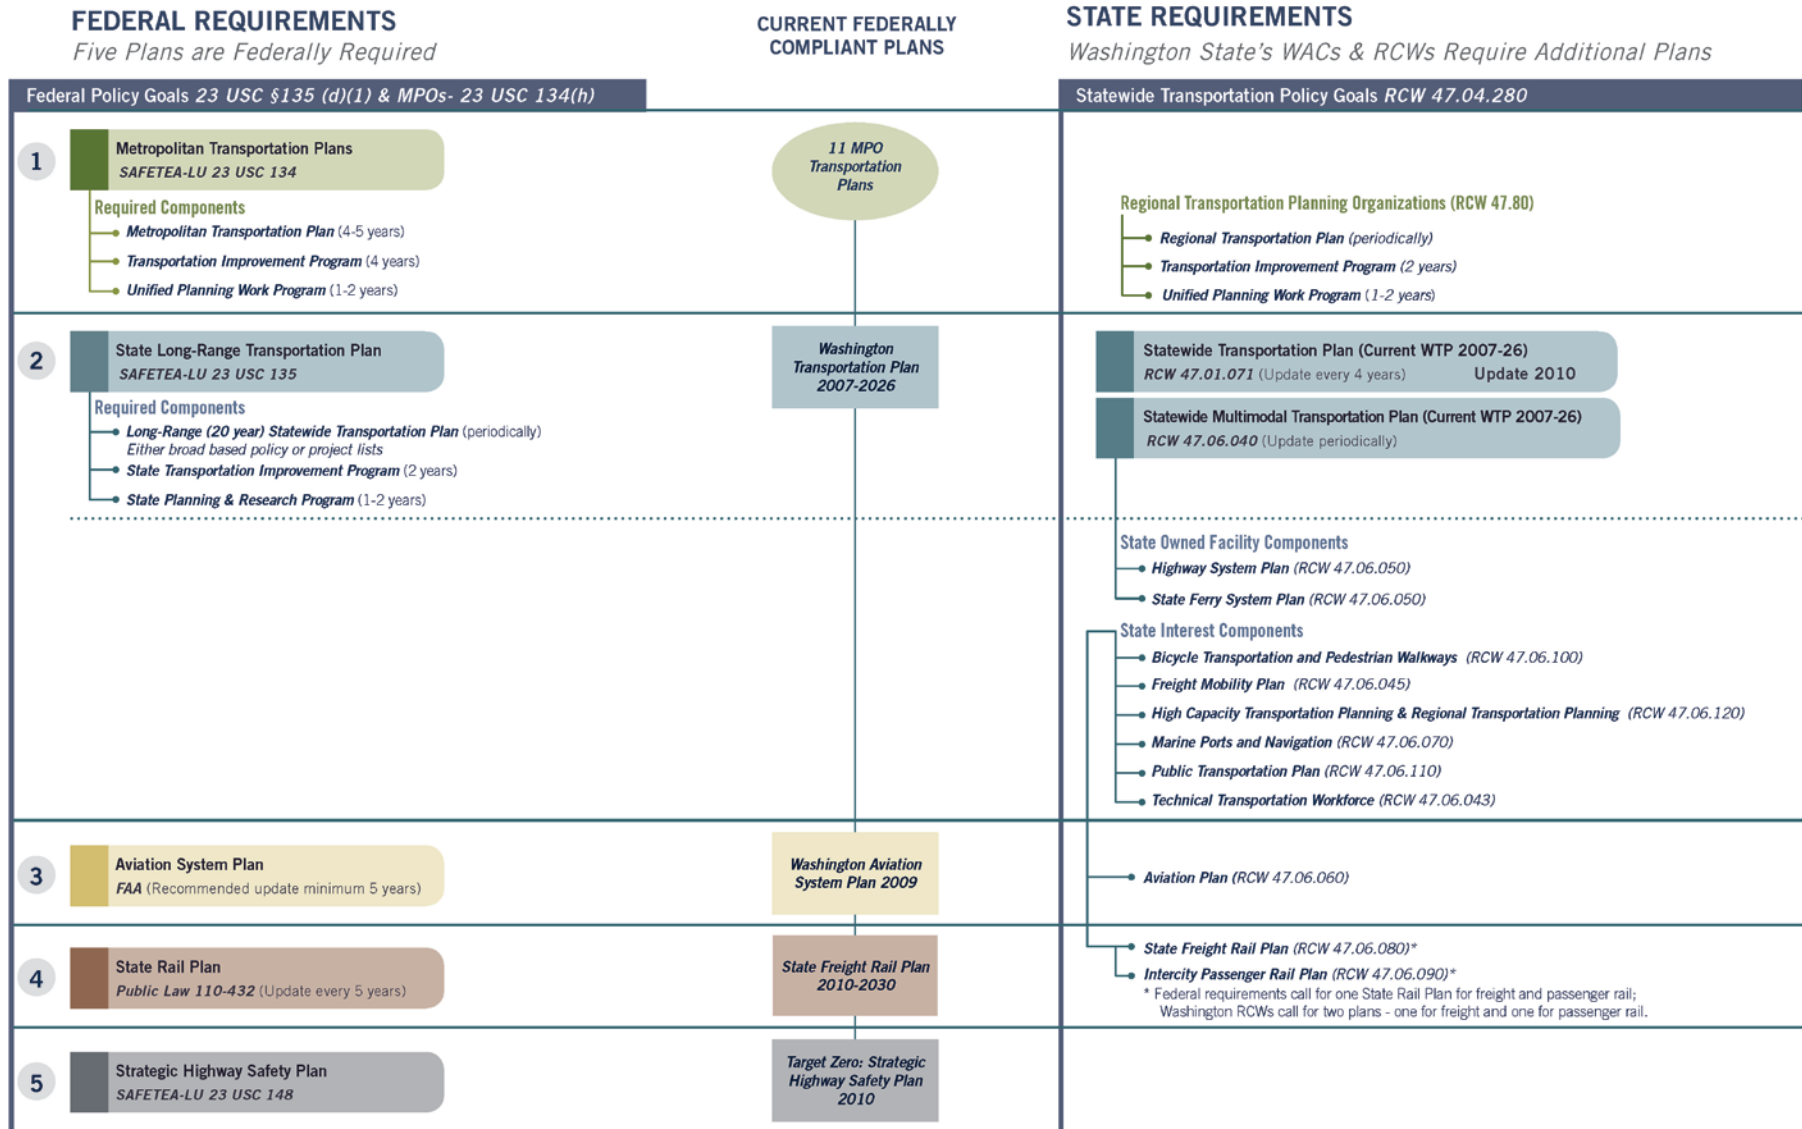 FEDERAL REQUIREMENTS
Five Plans are Federally Required
CURRENT FEDERALLY
COMPLIANT PLANS
STATE REQUIREMENTS
Washington State's WACs & RCWs Require Additional Plans
Federal Policy Goals 23 USC §135 (d)(1) & MPOs- 23 USC 134(h)
Statewide Transportation Policy Goals RCW 47.04.280
1
Metropolitan Transportation Plans
SAFETEA-LU 23 USC 134
Required Components
Metropolitan Transportation Plan (4-5 years)
Transportation Improvement Program (4 years)
Unified Planning Work Program (1-2 years)
11 MPO
Transportation
Plans
Regional Transportation Planning Organizations (RCW 47.80)
Regional Transportation Plan (periodically)
Transportation Improvement Program (2 years)
Unified Planning Work Program (1-2 years)
2
State Long-Range Transportation Plan
SAFETEA-LU 23 USC 135
Required Components
Long-Range (20 year) Statewide Transportation Plan (periodically)
Either broad based policy or project lists
State Transportation Improvement Program (2 years)
State Planning & Research Program (1-2 years)
Washington
Transportation Plan
2007-2026
Statewide Transportation Plan (Current WTP 2007-26)
RCW 47.01.071 (Update every 4 years) Update 2010
Statewide Multimodal Transportation Plan (Current WTP 2007-26)
RCW 47.06.040 (Update periodically)
State Owned Facility Components
Highway System Plan (RCW 47.06.050)
State Ferry System Plan (RCW 47.06.050)
State Interest Components
Bicycle Transportation and Pedestrian Walkways (RCW 47.06.100)
Freight Mobility Plan (RCW 47.06.045)
High Capacity Transportation Planning & Regional Transportation Planning (RCW 47.06.120)
Marine Ports and Navigation (RCW 47.06.070)
Public Transportation Plan (RCW 47.06.110)
Technical Transportation Workforce (RCW 47.06.043)
3
Aviation System Plan
FAA (Recommended update minimum 5 years)
Washington Aviation
System Plan 2009
Aviation Plan (RCW 47.06.060)
4
State Rail Plan
Public Law 110-432 (Update every 5 years)
State Freight Rail Plan
2010-2030
State Freight Rail Plan (RCW 47.06.080)*
Intercity Passenger Rail Plan (RCW 47.06.090)*
* Federal requirements call for one State Rail Plan for freight and passenger rail;
Washington RCWs call for two plans - one for freight and one for passenger rail.
5
Strategic Highway Safety Plan
SAFETEA-LU 23 USC 148
Target Zero: Strategic
Highway Safety Plan
2010